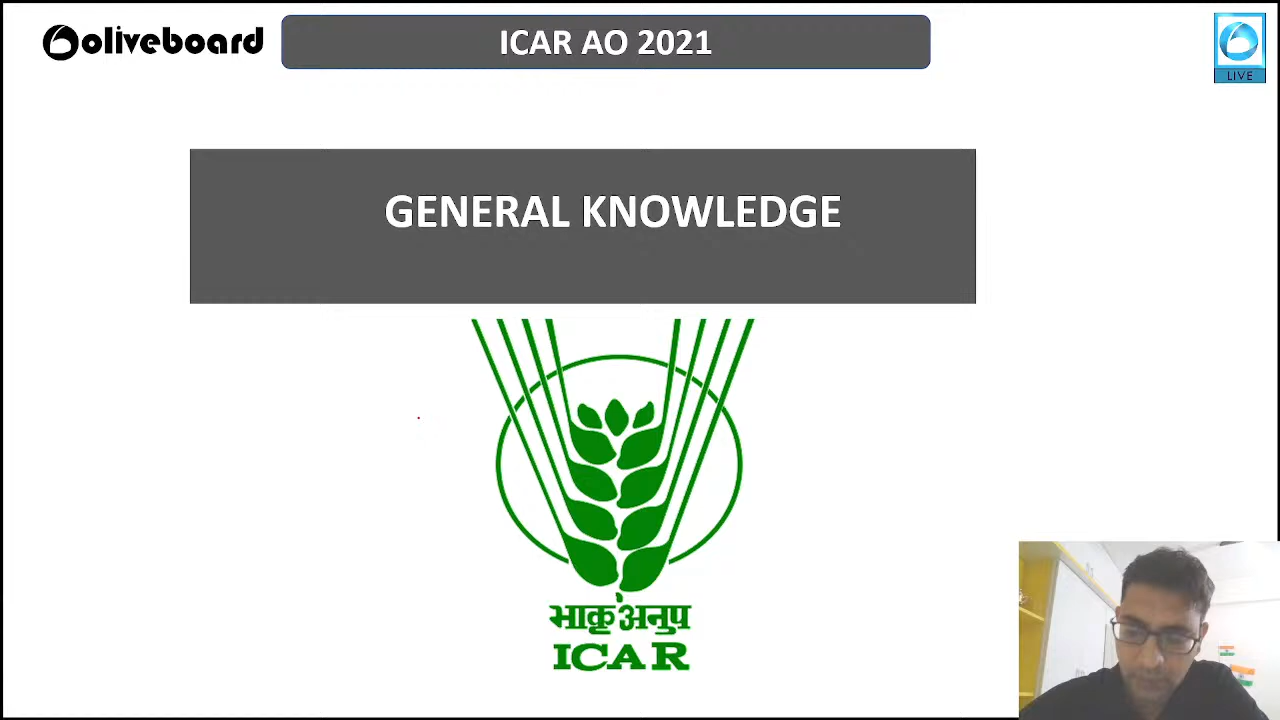 oliveboard
ICAR AO 2021
LIVE
GENERAL KNOWLEDGE
भाकृअनुप
ICAR